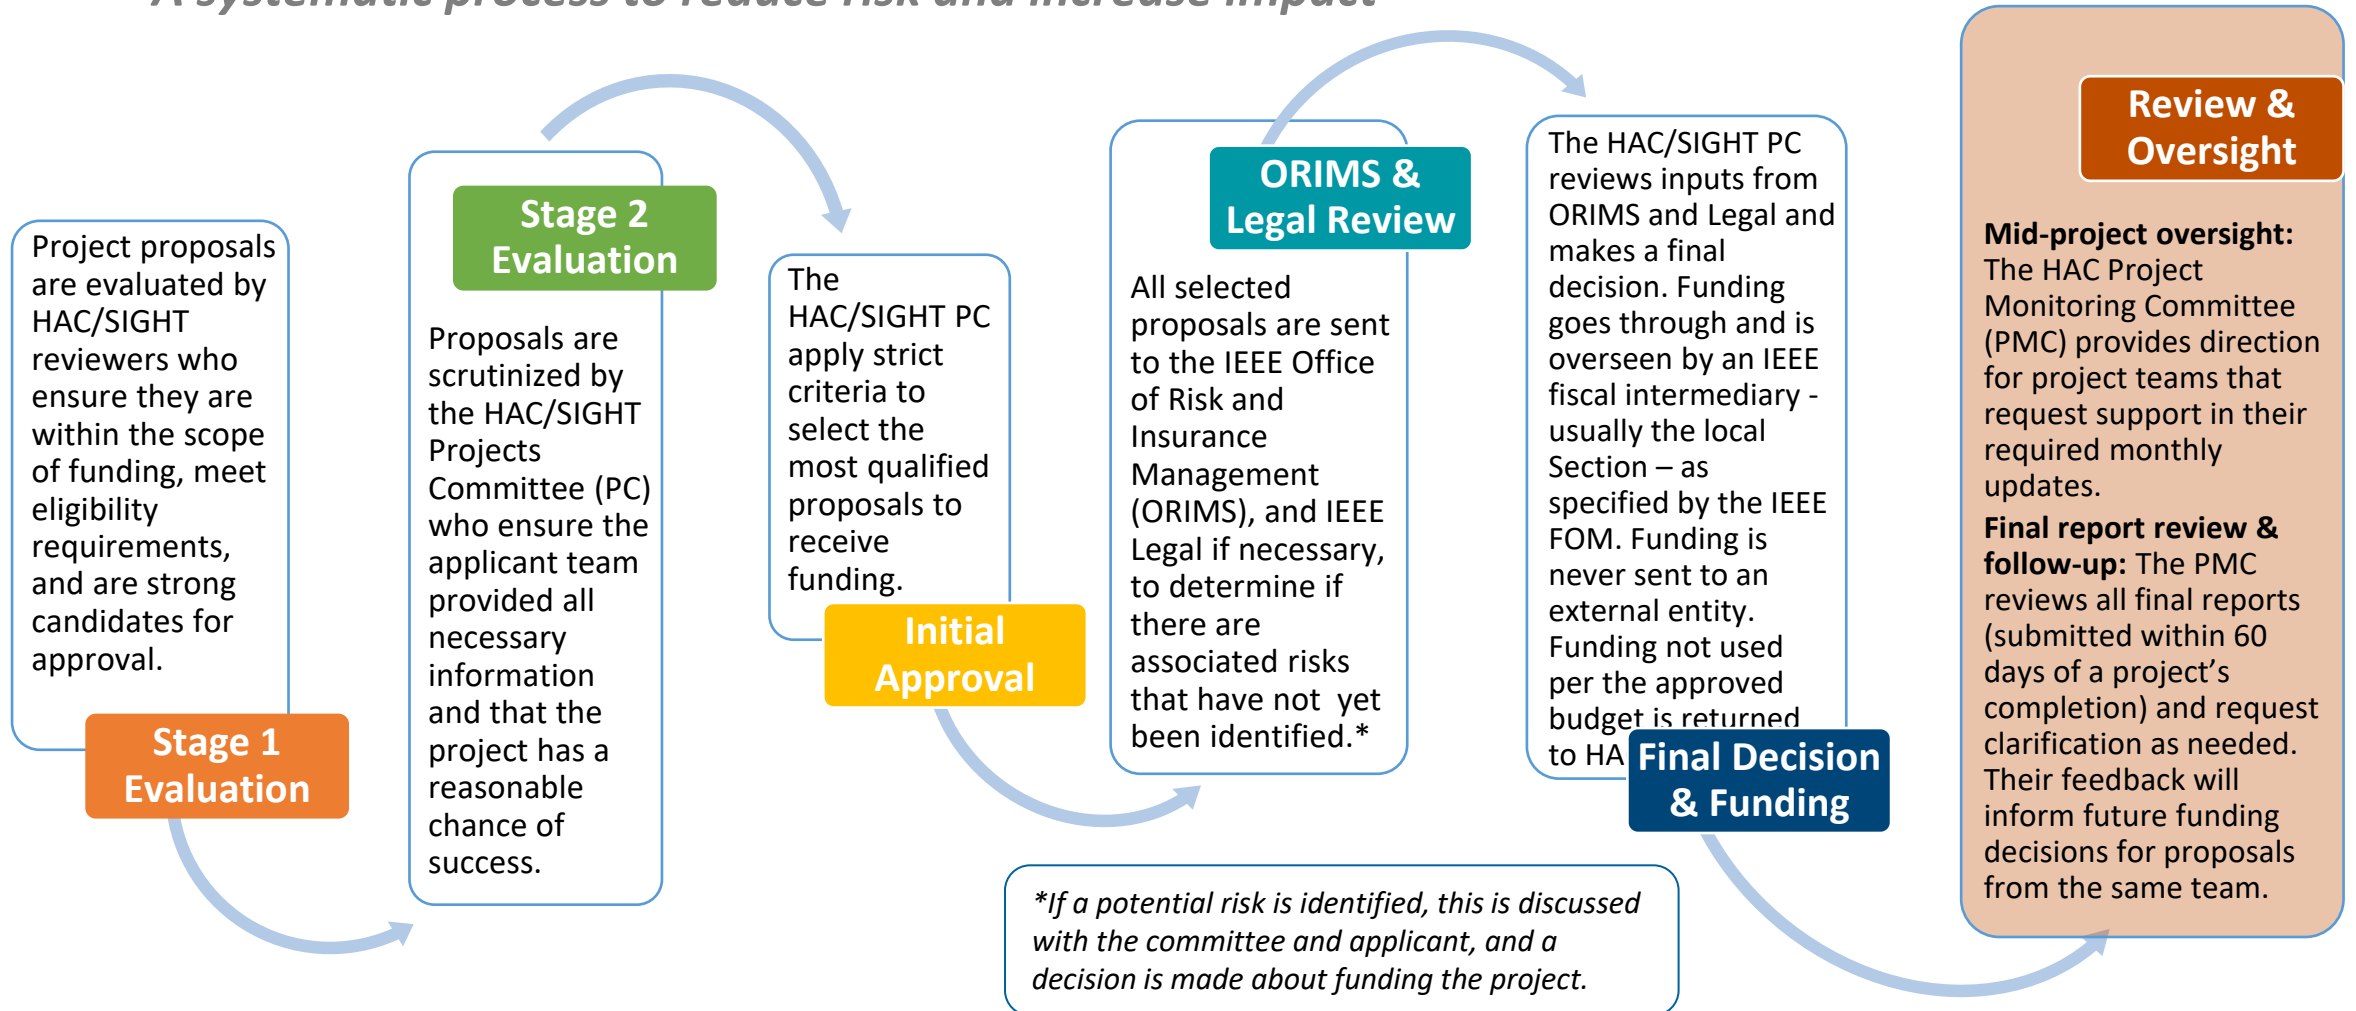 A systematic process to reduce risk and increase impact
Project proposals
are evaluated by
HAC/SIGHT
reviewers who
ensure they are
within the scope
of funding, meet
eligibility
requirements,
and are strong
candidates for
approval.
Stage 1
Evaluation
Stage 2
Evaluation
Proposals are
scrutinized by
the HAC/SIGHT
Projects
Committee (PC)
who ensure the
applicant team
provided all
necessary
information
and that the
project has a
reasonable
chance of
success.
The
HAC/SIGHT PC
apply strict
criteria to
select the
most qualified
proposals to
receive
funding.
Initial
Approval
ORIMS &
Legal Review
All selected
proposals are sent
to the IEEE Office
of Risk and
Insurance
Management
(ORIMS), and IEEE
Legal if necessary,
to determine if
there are
associated risks
that have not  yet
been identified.*
The HAC/SIGHT PC
reviews inputs from
ORIMS and Legal and
makes a final
decision. Funding
goes through and is
overseen by an IEEE
fiscal intermediary -
usually the local
Section – as
specified by the IEEE
FOM. Funding is
never sent to an
external entity.
Funding not used
per the approved
budget is returned
to HA
Final Decision
& Funding
*If a potential risk is identified, this is discussed
with the committee and applicant, and a
decision is made about funding the project.
Review &
Oversight
Mid-project oversight:
The HAC Project
Monitoring Committee
(PMC) provides direction
for project teams that
request support in their
required monthly
updates.
Final report review &
follow-up: The PMC
reviews all final reports
(submitted within 60
days of a project’s
completion) and request
clarification as needed.
Their feedback will
inform future funding
decisions for proposals
from the same team.